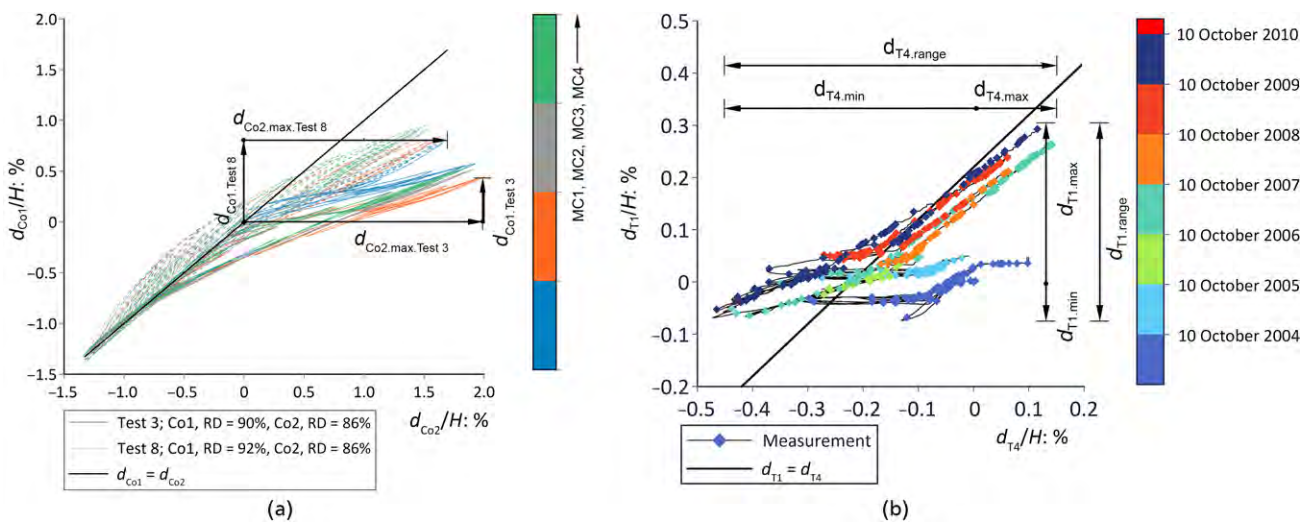 2.0
1.5
1.0
0.5
0
−0.5
−1.0
−1.5
d_Co1/H: %
−1.5
−1.0
−0.5
0
0.5
1.0
1.5
2.0
d_Co2/H: %
d_Co2.max.Test 8
d_Co1.Test 8
d_Co2.max.Test 3
d_Co1.Test 3
MC1, MC2, MC3, MC4
Test 3; Co1, RD = 90%, Co2, RD = 86%
Test 8; Co1, RD = 92%, Co2, RD = 86%
d_Co1 = d_Co2
(a)
0.5
0.4
0.3
0.2
0.1
0
−0.1
−0.2
d_T1/H: %
−0.5
−0.4
−0.3
−0.2
−0.1
0
0.1
0.2
d_T4/H: %
d_T4.range
d_T4.min
d_T4.max
d_T1.max
d_T1.min
d_T1.range
10 October 2010
10 October 2009
10 October 2008
10 October 2007
10 October 2006
10 October 2005
10 October 2004
Measurement
d_T1 = d_T4
(b)